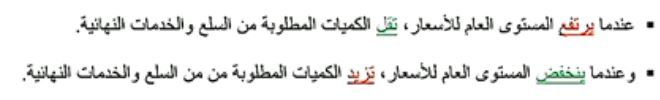 ▪ عندما يرتفع المستوى العام للأسعار، تقل الكميات المطلوبة من السلع والخدمات النهائية.
▪ وعندما ينخفض المستوى العام للأسعار، تزيد الكميات المطلوبة من من السلع والخدمات النهائية.